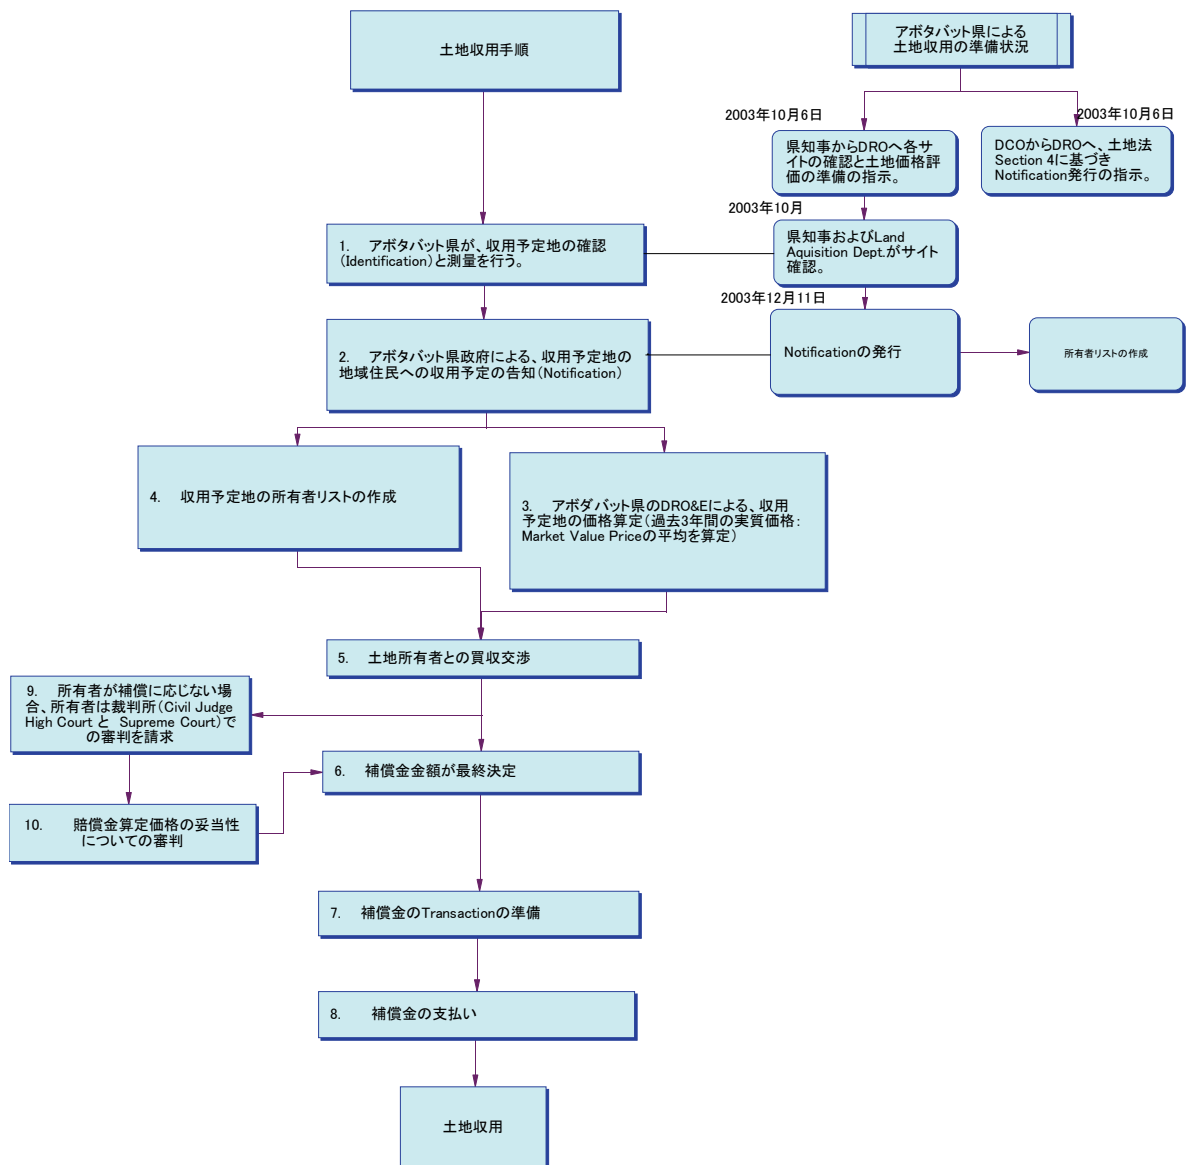 土地収用手順
アボタバット県による
土地収用の準備状況
2003年10月6日
2003年10月6日
県知事からDROへ各サ
イトの確認と土地価格評
価の準備の指示。
DCOからDROへ、土地法
Section 4に基づき
Notification発行の指示。
2003年10月
1. アボタバット県が、収用予定地の確認
(Identification)と測量を行う。
県知事およびLand
Aquisition Dept.がサイト
確認。
2003年12月11日
2. アボタバット県政府による、収用予定地の
地域住民への収用予定の告知(Notification)
Notificationの発行
所有者リストの作成
4. 収用予定地の所有者リストの作成
3. アボダバット県のDRO&Eによる、収用
予定地の価格算定(過去3年間の実質価格:
Market Value Priceの平均を算定)
5. 土地所有者との買収交渉
9. 所有者が補償に応じない場
合、所有者は裁判所(Civil Judge
High Court と Supreme Court)で
の審判を請求
6. 補償金金額が最終決定
10. 賠償金算定価格の妥当性
についての審判
7. 補償金のTransactionの準備
8. 補償金の支払い
土地収用